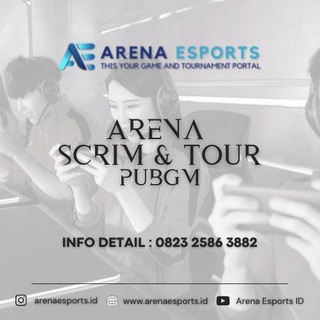 ARENA ESPORTS
THIS YOUR GAME AND TOURNAMENT PORTAL
ARENA
SCRIM & TOUR
PUBGM
INFO DETAIL : 0823 2586 3882
arenaesports.id www.arenaesports.id Arena Esports ID